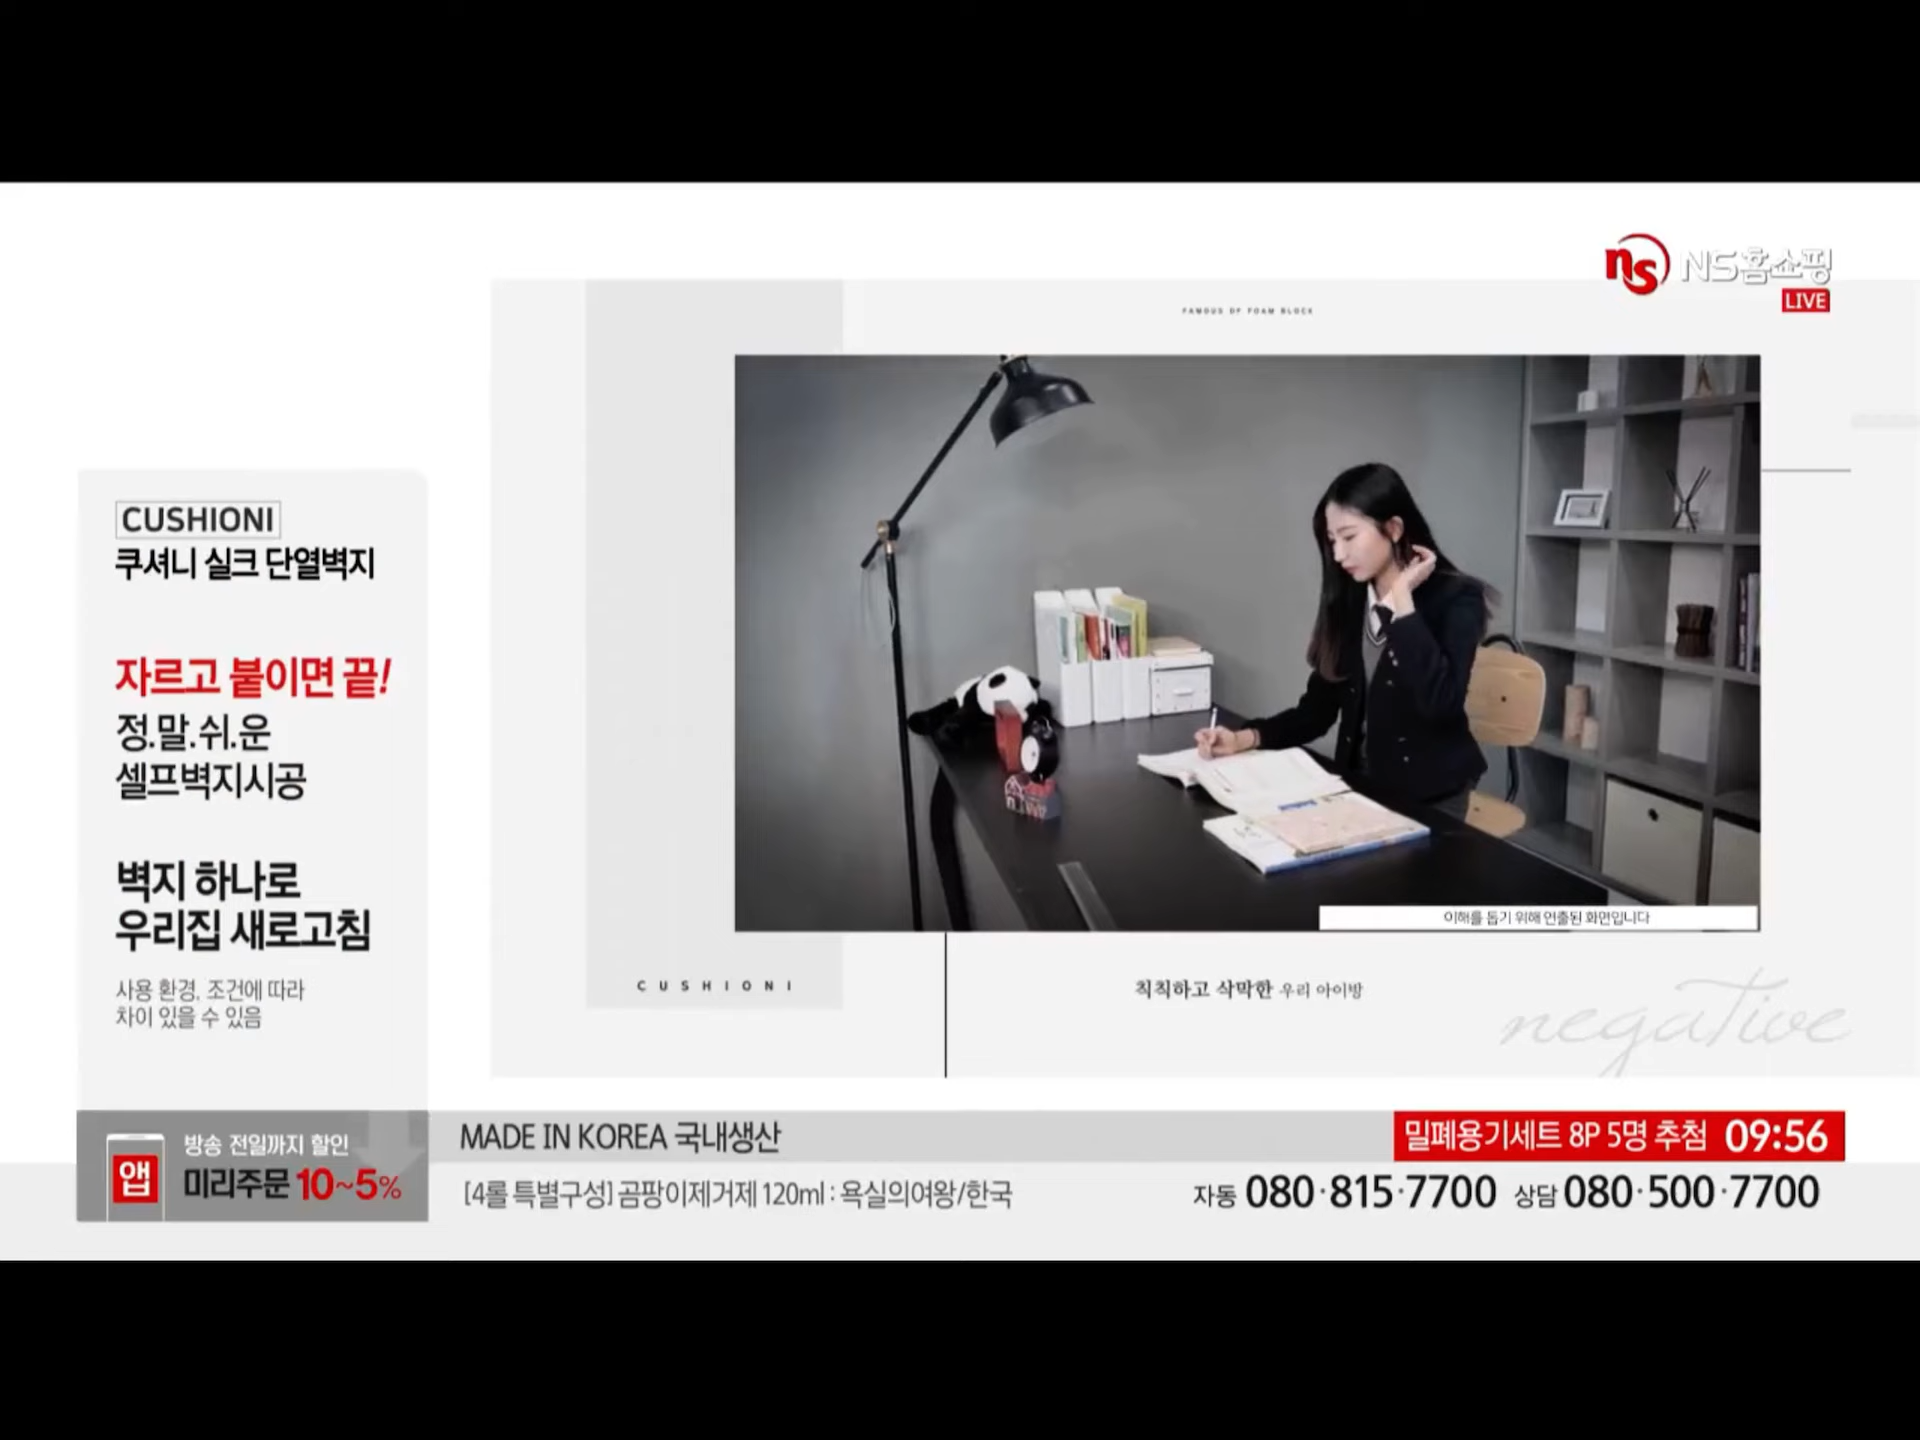 ns NS홈쇼핑
LIVE
FAMOUS OF FOAM BLOCK
CUSHIONI
쿠셔니 실크 단열벽지
자르고 붙이면 끝!
정.말.쉬.운
셀프벽지시공
벽지 하나로
우리집 새로고침
사용 환경, 조건에 따라
차이 있을 수 있음
이해를 돕기 위해 연출된 화면입니다
CUSHIONI
칙칙하고 삭막한 우리 아이방
negative
앱
방송 전일까지 할인
미리주문 10~5%
MADE IN KOREA 국내생산
밀폐용기세트 8P 5명 추첨 09:56
[4롤 특별구성] 곰팡이제거제 120ml : 욕실의여왕/한국
자동 080·815·7700 상담 080·500·7700